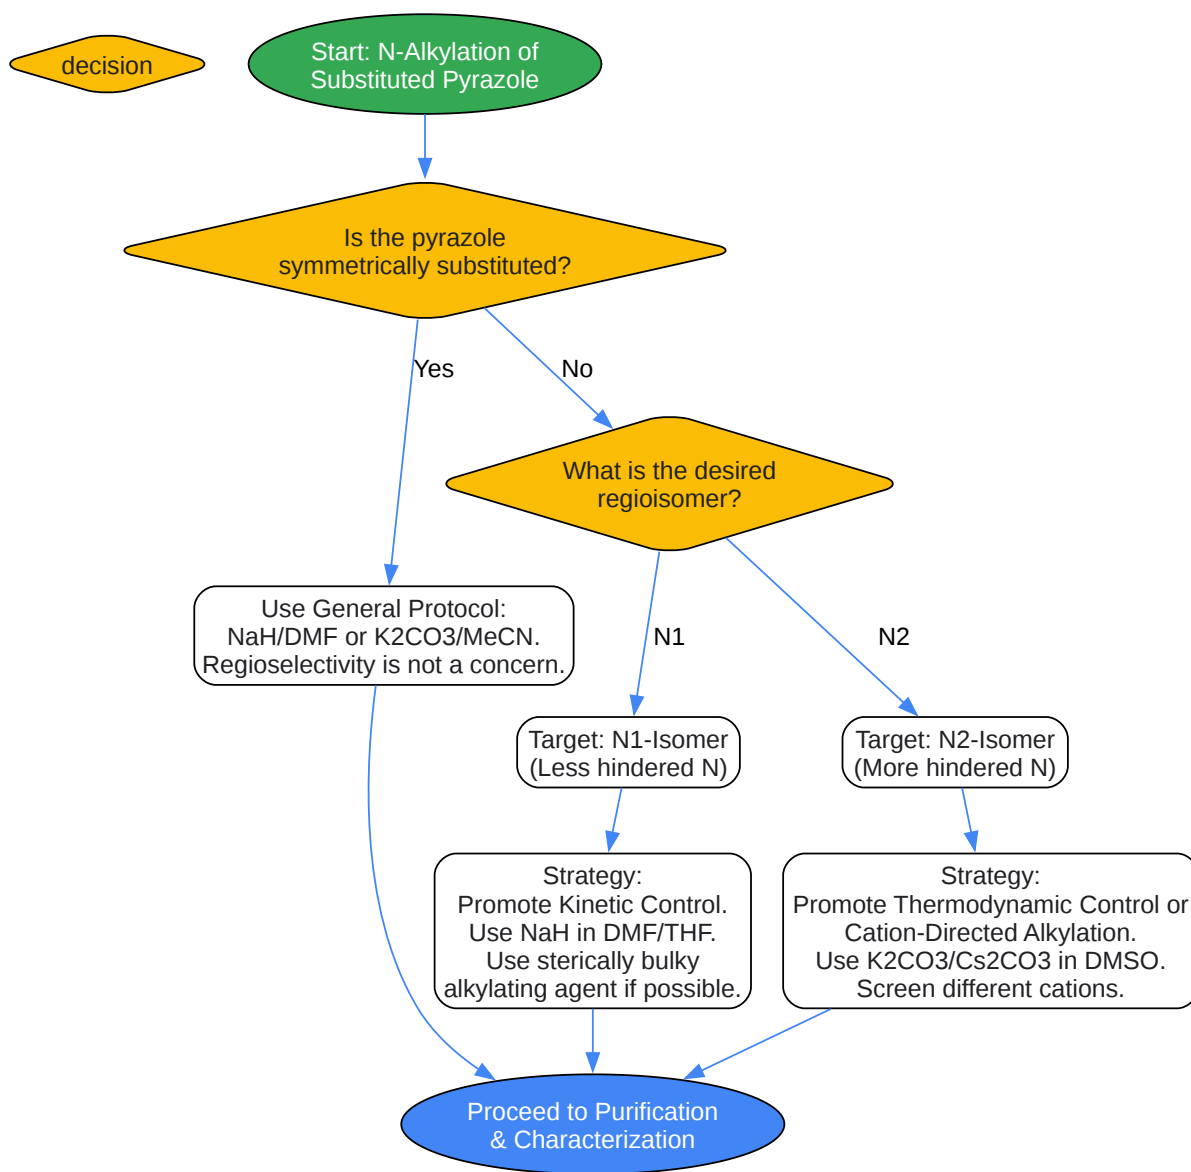 decision
Start: N-Alkylation of
Substituted Pyrazole
Is the pyrazole
symmetrically substituted?
Yes
No
What is the desired
regioisomer?
Use General Protocol:
NaH/DMF or K2CO3/MeCN.
Regioselectivity is not a concern.
N1
N2
Target: N1-Isomer
(Less hindered N)
Target: N2-Isomer
(More hindered N)
Strategy:
Promote Kinetic Control.
Use NaH in DMF/THF.
Use sterically bulky
alkylating agent if possible.
Strategy:
Promote Thermodynamic Control or
Cation-Directed Alkylation.
Use K2CO3/Cs2CO3 in DMSO.
Screen different cations.
Proceed to Purification
& Characterization